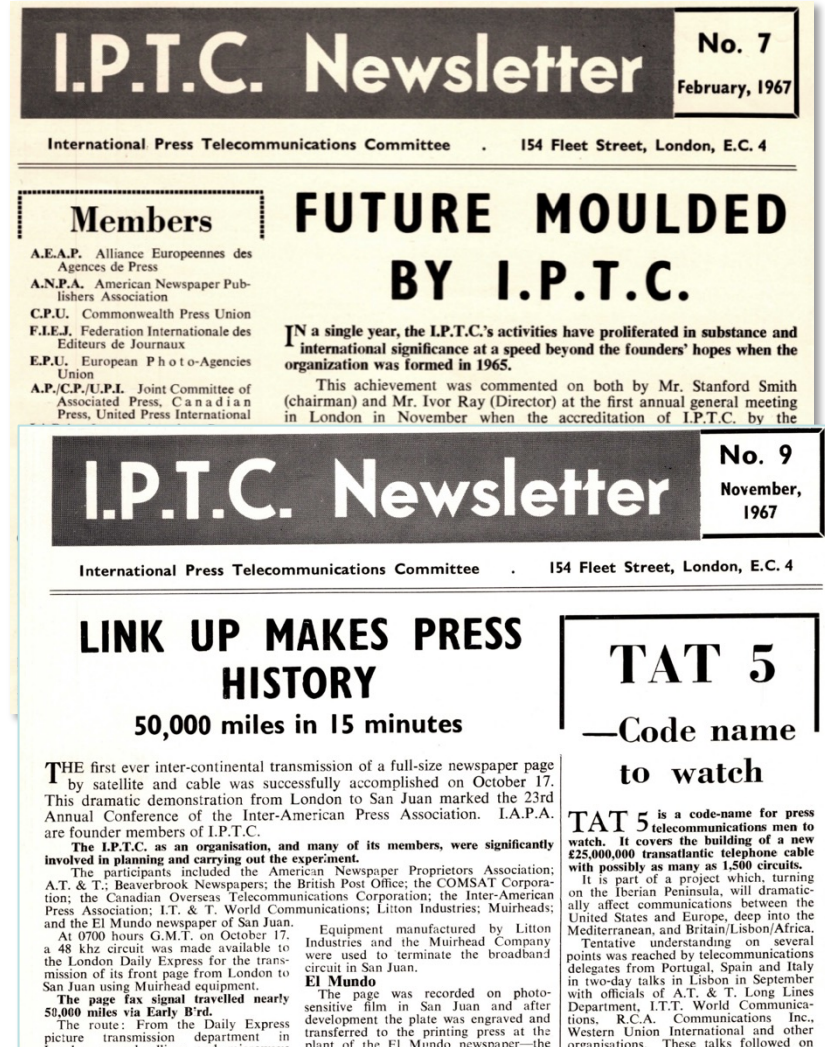 I.P.T.C. Newsletter
No. 7
February, 1967
International Press Telecommunications Committee . 154 Fleet Street, London, E.C. 4
Members
A.E.A.P. Alliance Europeennes des
Agences de Press
A.N.P.A. American Newspaper Pub-
lishers Association
C.P.U. Commonwealth Press Union
F.I.E.J. Federation Internationale des
Editeurs de Journaux
E.P.U. European Photo-Agencies
Union
A.P./C.P./U.P.I. Joint Committee of
Associated Press, Canadian
Press, United Press International
FUTURE MOULDED
BY I.P.T.C.
IN a single year, the I.P.T.C.'s activities have proliferated in substance and
international significance at a speed beyond the founders' hopes when the
organization was formed in 1965.
This achievement was commented on both by Mr. Stanford Smith
(chairman) and Mr. Ivor Ray (Director) at the first annual general meeting
in London in November when the accreditation of I.P.T.C. by the
I.P.T.C. Newsletter
No. 9
November,
1967
International Press Telecommunications Committee . 154 Fleet Street, London, E.C. 4
LINK UP MAKES PRESS
HISTORY
50,000 miles in 15 minutes
THE first ever inter-continental transmission of a full-size newspaper page
by satellite and cable was successfully accomplished on October 17.
This dramatic demonstration from London to San Juan marked the 23rd
Annual Conference of the Inter-American Press Association. I.A.P.A.
are founder members of I.P.T.C.
The I.P.T.C. as an organisation, and many of its members, were significantly
involved in planning and carrying out the experiment.
The participants included the American Newspaper Proprietors Association;
A.T. & T.; Beaverbrook Newspapers; the British Post Office; the COMSAT Corpora-
tion; the Canadian Overseas Telecommunications Corporation; the Inter-American
Press Association; I.T. & T. World Communications; Litton Industries; Muirheads;
and the El Mundo newspaper of San Juan.
At 0700 hours G.M.T. on October 17.
a 48 khz circuit was made available to
the London Daily Express for the trans-
mission of its front page from London to
San Juan using Muirhead equipment.
The page fax signal travelled nearly
50,000 miles via Early B'rd.
The route: From the Daily Express
picture transmission department in
Equipment manufactured by Litton
Industries and the Muirhead Company
were used to terminate the broadband
circuit in San Juan.
El Mundo
The page was recorded on photo-
sensitive film in San Juan and after
development the plate was engraved and
transferred to the printing press at the
plant of the El Mundo newspaper—the
TAT 5
—Code name
to watch
TAT 5 is a code-name for press
telecommunications men to
watch. It covers the building of a new
£25,000,000 transatlantic telephone cable
with possibly as many as 1,500 circuits.
It is part of a project which, turning
on the Iberian Peninsula, will dramatic-
ally affect communications between the
United States and Europe, deep into the
Mediterranean, and Britain/Lisbon/Africa.
Tentative understanding on several
points was reached by telecommunications
delegates from Portugal, Spain and Italy
in two-day talks in Lisbon in September
with officials of A.T. & T. Long Lines
Department, I.T.T. World Communica-
tions, R.C.A. Communications Inc.,
Western Union International and other
organisations. These talks followed on